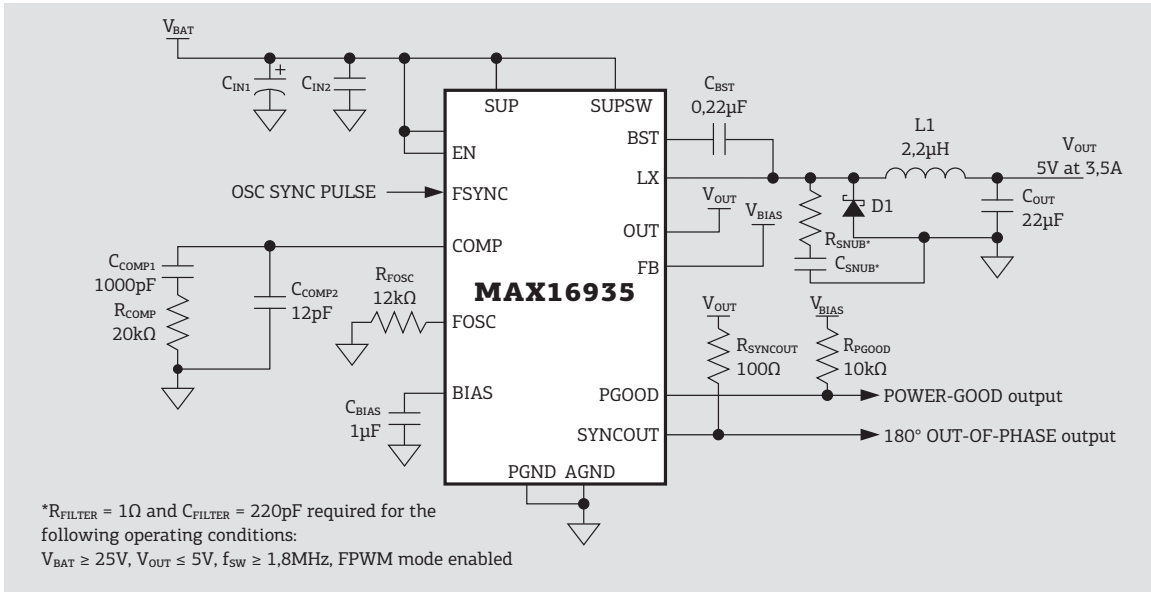 VBAT
CIN1
+
CIN2
SUP
SUPSW
CBST
0,22µF
BST
L1
2,2µH
VOUT
5V at 3,5A
EN
LX
OSC SYNC PULSE
FSYNC
VOUT
VBIAS
D1
COUT
22µF
OUT
RSNUB*
CSNUB*
COMP
FB
CCOMP1
1000pF
RCOMP
20kΩ
CCOMP2
12pF
RFOSC
12kΩ
MAX16935
FOSC
VOUT
VBIAS
RSYNCOUT
100Ω
RPGOOD
10kΩ
BIAS
PGOOD
POWER-GOOD output
CBIAS
1µF
SYNCOUT
180° OUT-OF-PHASE output
PGND AGND
*RFILTER = 1Ω and CFILTER = 220pF required for the
following operating conditions:
VBAT ≥ 25V, VOUT ≤ 5V, fSW ≥ 1,8MHz, FPWM mode enabled